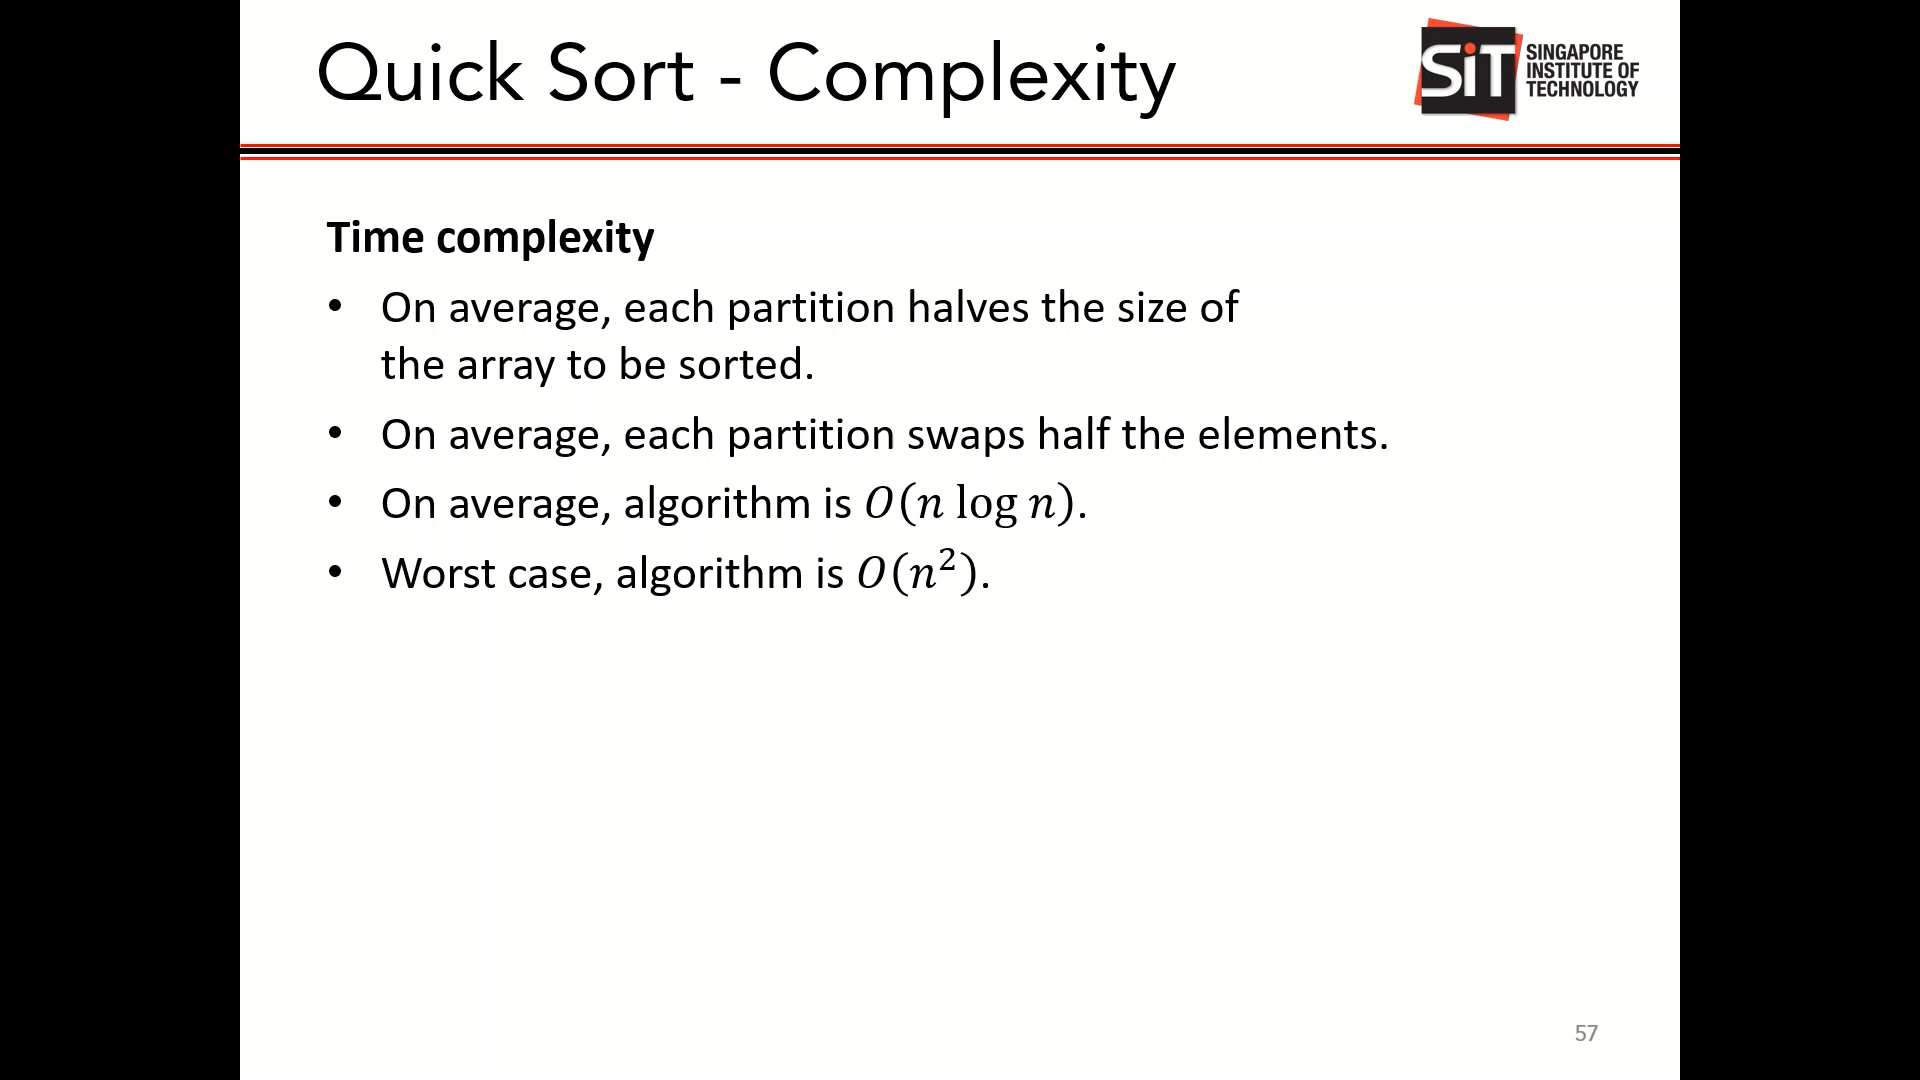 Quick Sort - Complexity
SiT
SINGAPORE
INSTITUTE OF
TECHNOLOGY
Time complexity
• On average, each partition halves the size of
the array to be sorted.
• On average, each partition swaps half the elements.
• On average, algorithm is O(n log n).
• Worst case, algorithm is O(n²).
57